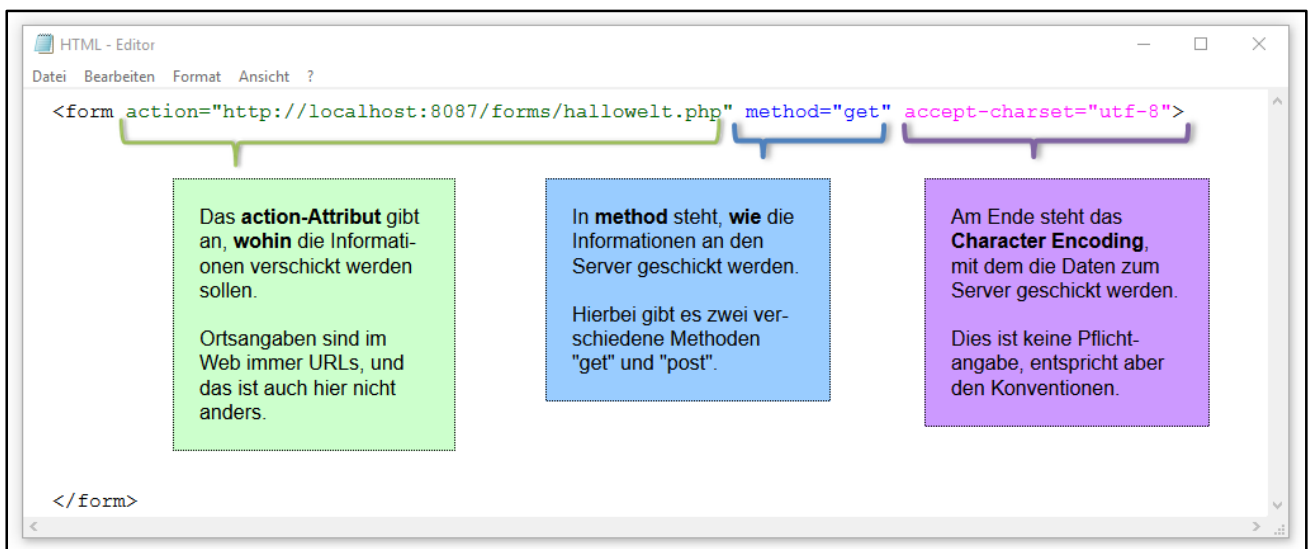 HTML - Editor
Datei Bearbeiten Format Ansicht ?
<form action="http://localhost:8087/forms/hallowelt.php" method="get" accept-charset="utf-8">
Das action-Attribut gibt
an, wohin die Informati-
onen verschickt werden
sollen.
Ortsangaben sind im
Web immer URLs, und
das ist auch hier nicht
anders.
In method steht, wie die
Informationen an den
Server geschickt werden.
Hierbei gibt es zwei ver-
schiedene Methoden
"get" und "post".
Am Ende steht das
Character Encoding,
mit dem die Daten zum
Server geschickt werden.
Dies ist keine Pflicht-
angabe, entspricht aber
den Konventionen.
</form>